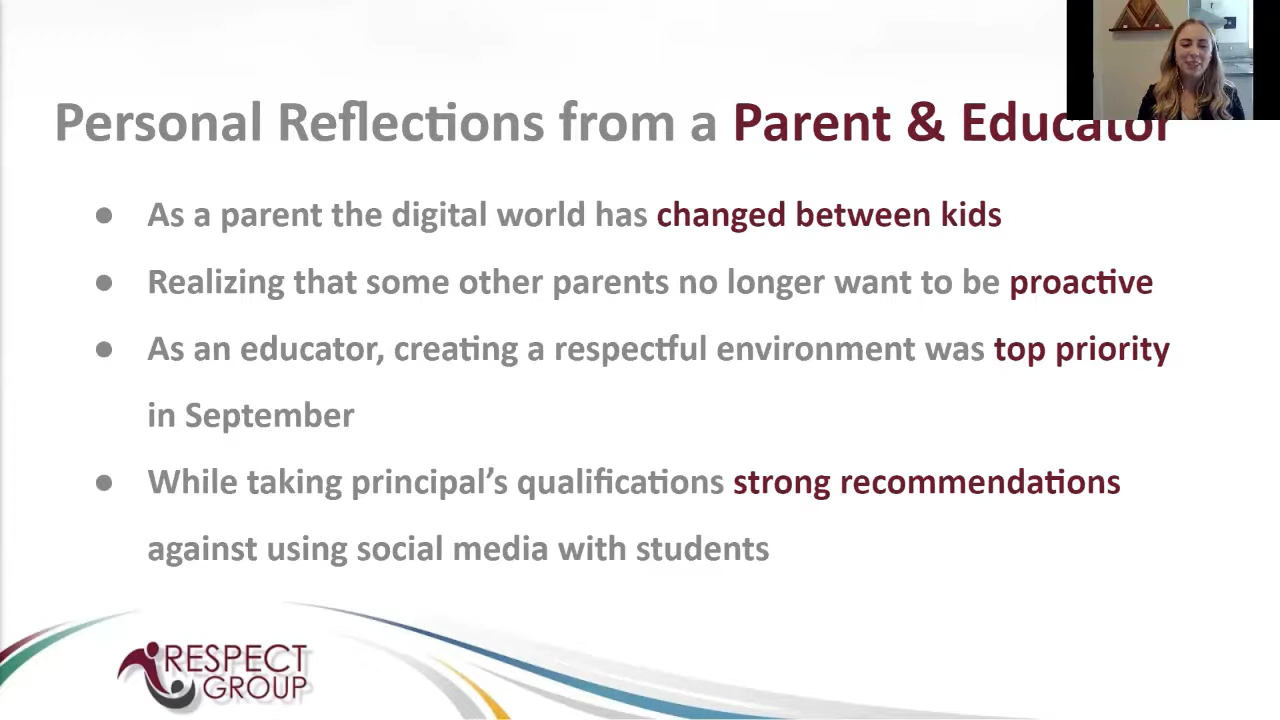 Personal Reflections from a Parent & Educator
● As a parent the digital world has changed between kids
● Realizing that some other parents no longer want to be proactive
● As an educator, creating a respectful environment was top priority
in September
● While taking principal’s qualifications strong recommendations
against using social media with students
RESPECT
GROUP